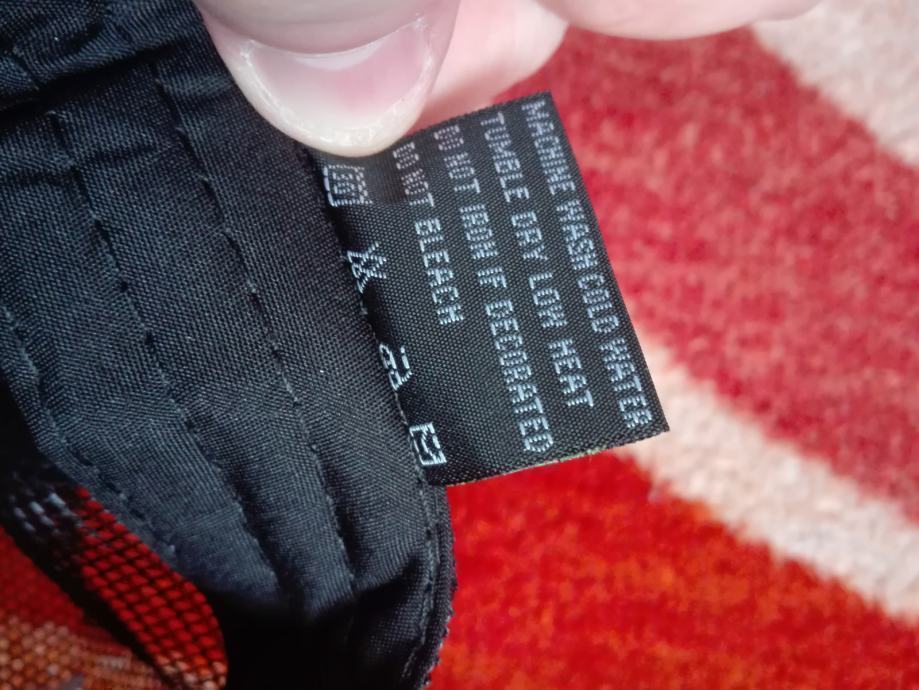 MACHINE WASH COLD WATER
TUMBLE DRY LOW HEAT
DO NOT IRON IF DECORATED
DO NOT BLEACH